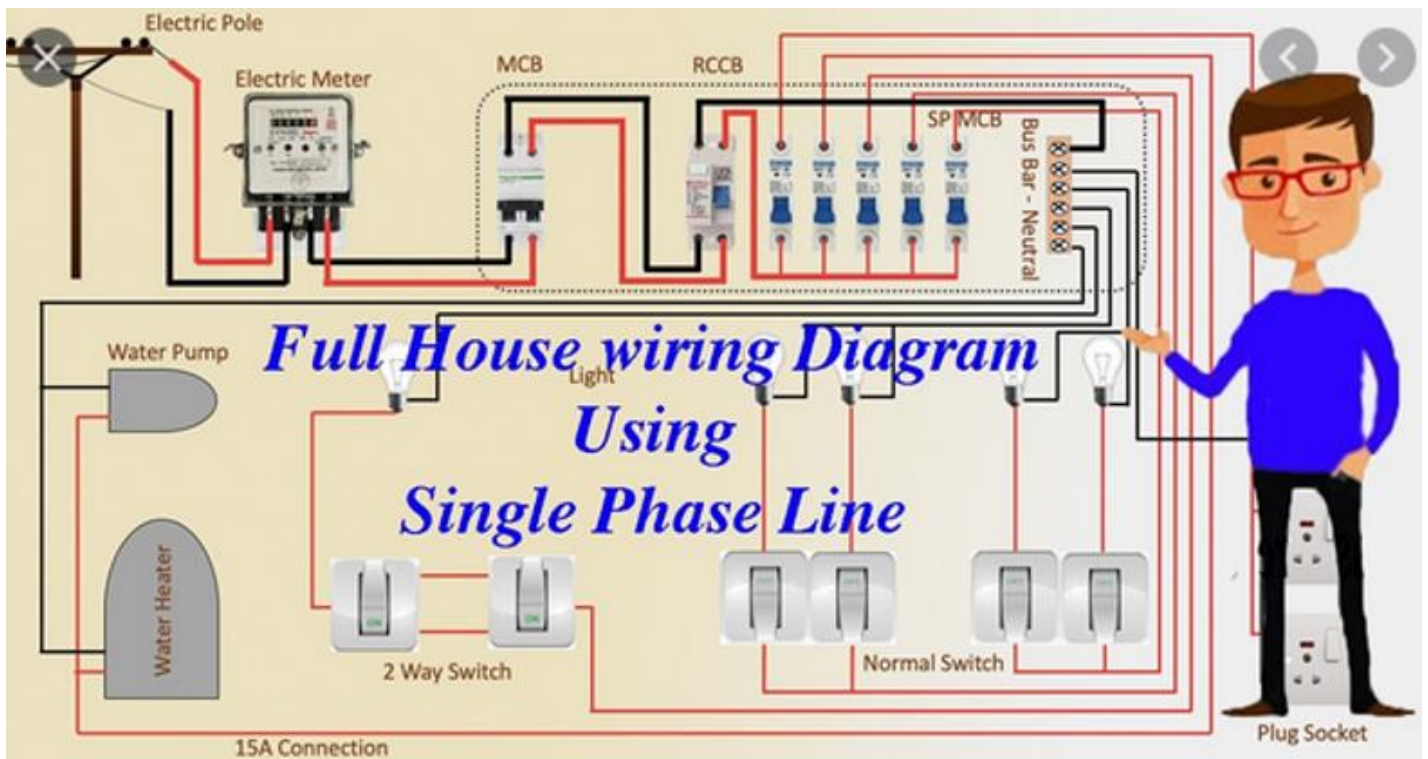 Electric Pole
Electric Meter
MCB
RCCB
SP MCB
Bus Bar - Neutral
Water Pump
Full House wiring Diagram
Light
Using
Single Phase Line
Water Heater
ON
2 Way Switch
Normal Switch
15A Connection
Plug Socket